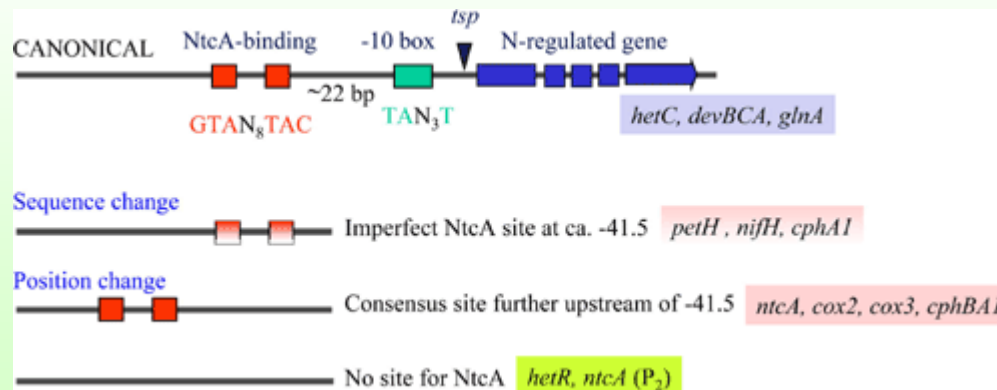 tsp
CANONICAL NtcA-binding -10 box N-regulated gene
~22 bp
GTAN₈TAC TAN₃T hetC, devBCA, glnA
Sequence change
Imperfect NtcA site at ca. -41.5 petH , nifH, cphA1
Position change
Consensus site further upstream of -41.5 ntcA, cox2, cox3, cphBA1
No site for NtcA hetR, ntcA (P₂)